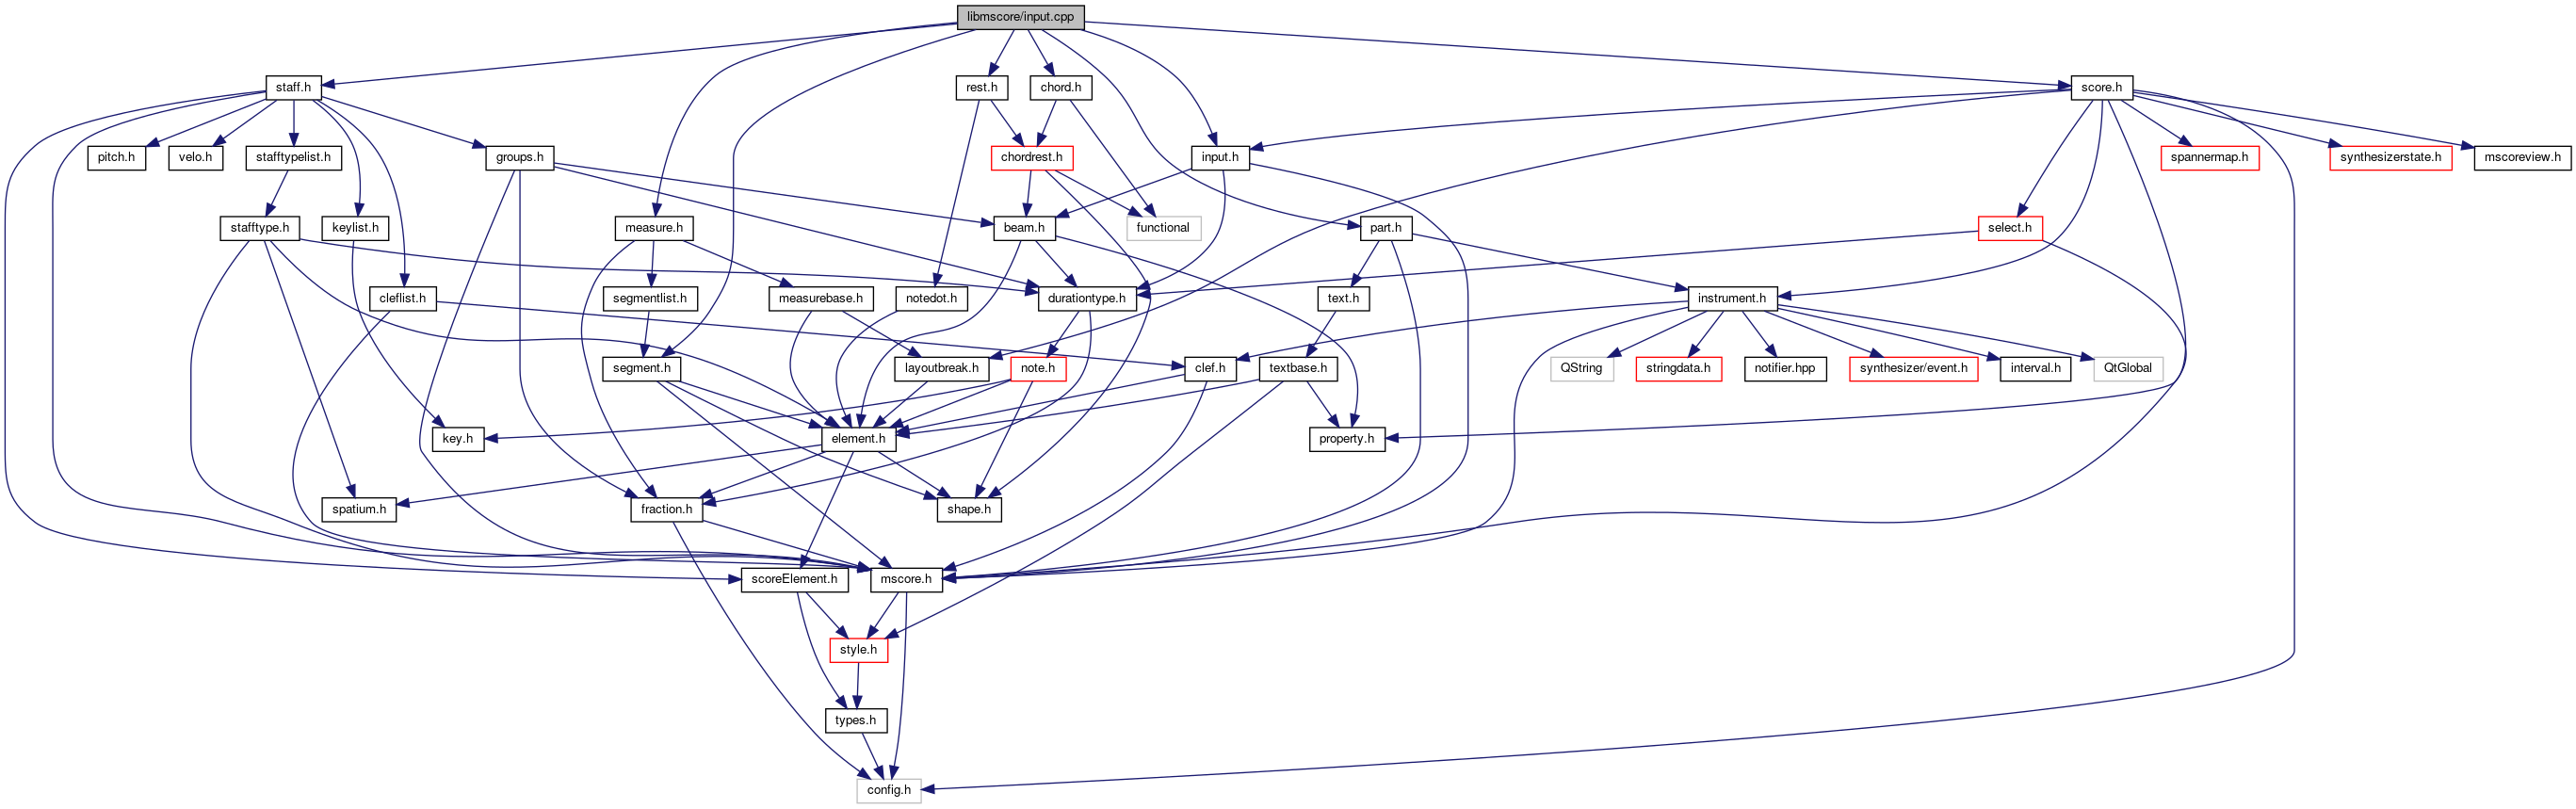 libmscore/input.cpp
staff.h
rest.h
chord.h
score.h
pitch.h
velo.h
stafftypelist.h
groups.h
chordrest.h
input.h
spannermap.h
synthesizerstate.h
mscoreview.h
stafftype.h
keylist.h
measure.h
beam.h
functional
part.h
select.h
cleflist.h
segmentlist.h
measurebase.h
notedot.h
durationtype.h
text.h
instrument.h
segment.h
layoutbreak.h
note.h
clef.h
textbase.h
QString
stringdata.h
notifier.hpp
synthesizer/event.h
interval.h
QtGlobal
key.h
element.h
property.h
spatium.h
fraction.h
shape.h
scoreElement.h
mscore.h
style.h
types.h
config.h